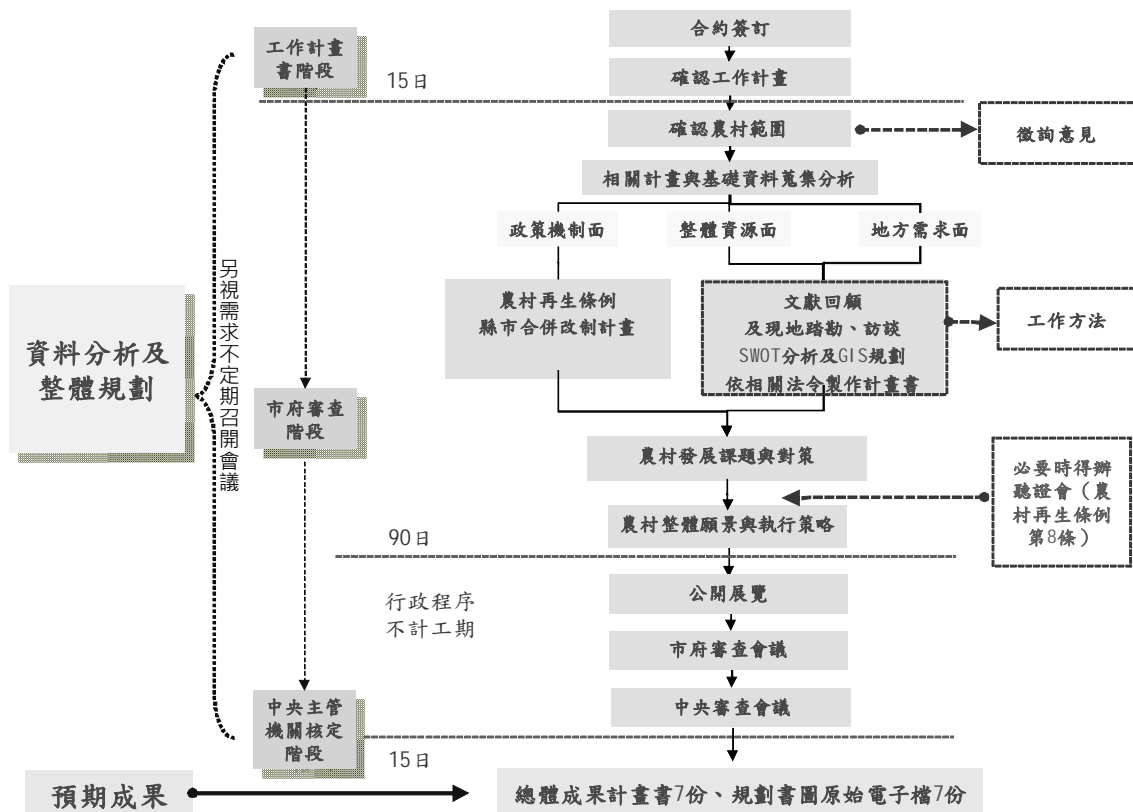 合約簽訂
工作計畫
書階段
15日
確認工作計畫
確認農村範圍
徵詢意見
相關計畫與基礎資料蒐集分析
政策機制面
整體資源面
地方需求面
另視需求不定期召開會議
農村再生條例
縣市合併改制計畫
文獻回顧
及現地踏勘、訪談
SWOT分析及GIS規劃
依相關法令製作計畫書
工作方法
資料分析及
整體規劃
市府審查
階段
農村發展課題與對策
必要時得辦
聽證會（農
村再生條例
第8條）
農村整體願景與執行策略
90日
行政程序
不計工期
公開展覽
市府審查會議
中央審查會議
中央主管
機關核定
階段
15日
預期成果
總體成果計畫書7份、規劃書圖原始電子檔7份